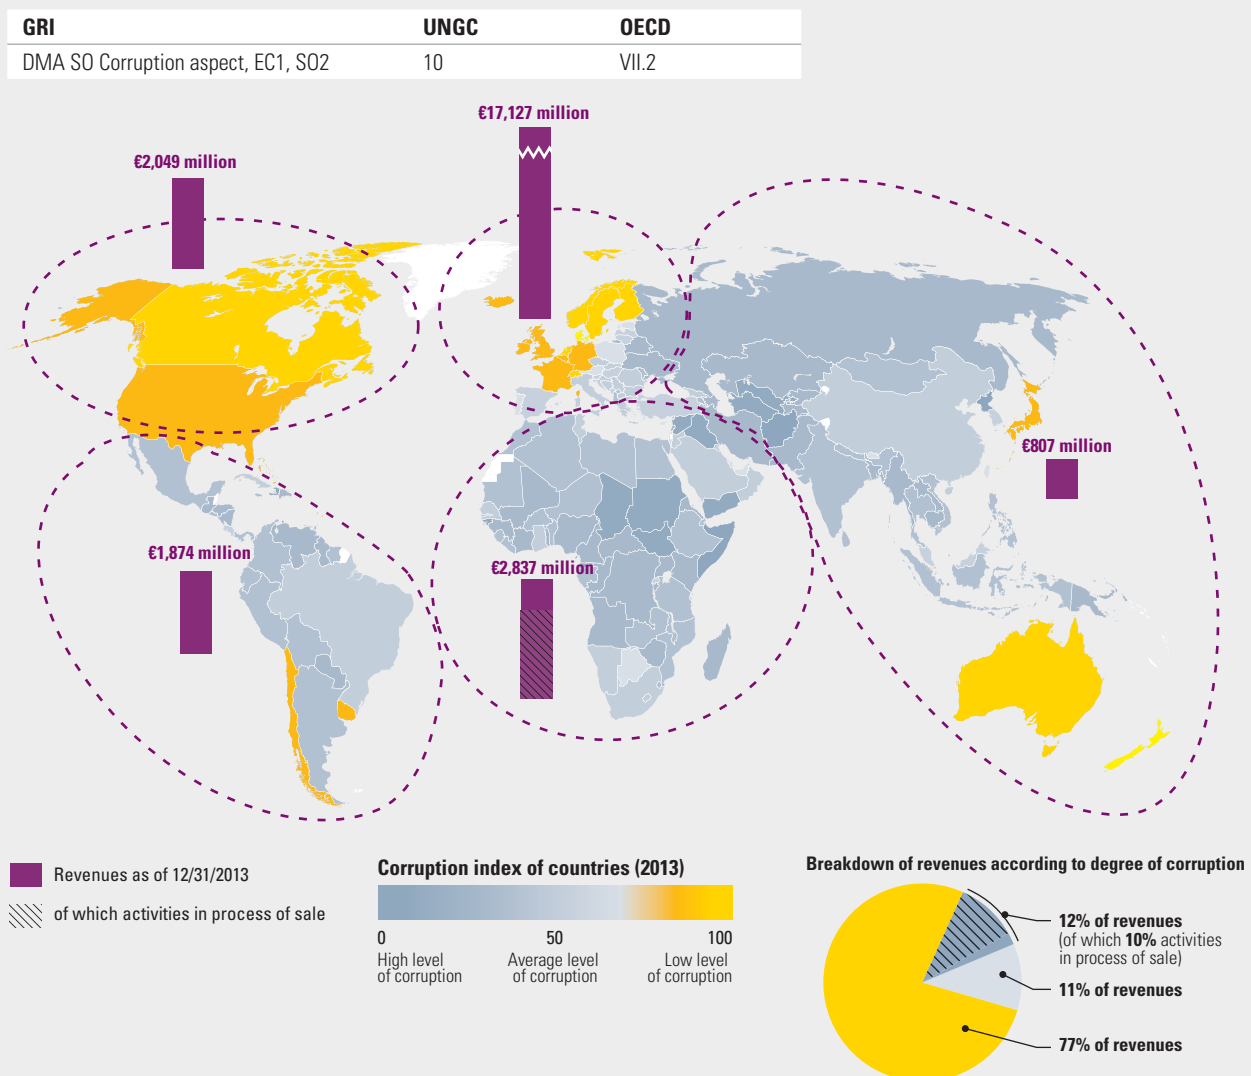 GRI UNGC OECD
DMA SO Corruption aspect, EC1, SO2 10 VII.2
€17,127 million
€2,049 million
€807 million
€1,874 million
€2,837 million
Revenues as of 12/31/2013
of which activities in process of sale
Corruption index of countries (2013)
0 50 100
High level Average level Low level
of corruption of corruption of corruption
Breakdown of revenues according to degree of corruption
12% of revenues
(of which 10% activities
in process of sale)
11% of revenues
77% of revenues